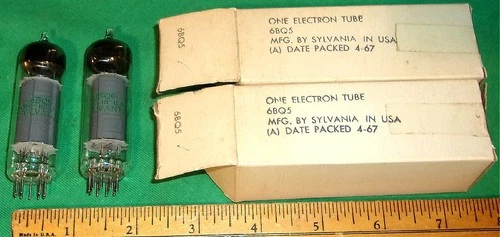 6BQ5
ONE ELECTRON TUBE
6BQ5
MFG. BY SYLVANIA IN USA
(A) DATE PACKED 4-67
6BQ5
ONE ELECTRON TUBE
6BQ5
MFG. BY SYLVANIA IN USA
(A) DATE PACKED 4-67
1 2 3 4 5 6 7
Made in U.S.A.